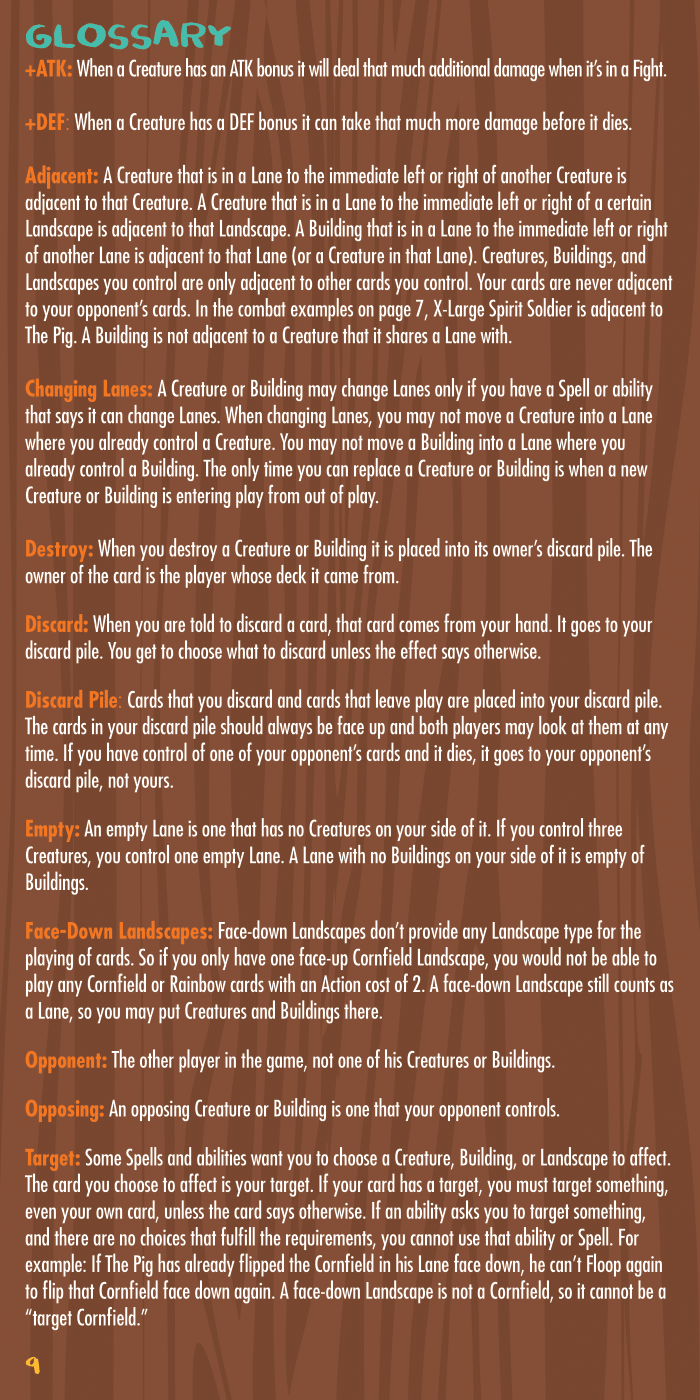 GLOSSARY
+ATK: When a Creature has an ATK bonus it will deal that much additional damage when it's in a Fight.
+DEF: When a Creature has a DEF bonus it can take that much more damage before it dies.
Adjacent: A Creature that is in a Lane to the immediate left or right of another Creature is
adjacent to that Creature. A Creature that is in a Lane to the immediate left or right of a certain
Landscape is adjacent to that Landscape. A Building that is in a Lane to the immediate left or right
of another Lane is adjacent to that Lane (or a Creature in that Lane). Creatures, Buildings, and
Landscapes you control are only adjacent to other cards you control. Your cards are never adjacent
to your opponent's cards. In the combat examples on page 7, X-Large Spirit Soldier is adjacent to
The Pig. A Building is not adjacent to a Creature that it shares a Lane with.
Changing Lanes: A Creature or Building may change Lanes only if you have a Spell or ability
that says it can change Lanes. When changing Lanes, you may not move a Creature into a Lane
where you already control a Creature. You may not move a Building into a Lane where you
already control a Building. The only time you can replace a Creature or Building is when a new
Creature or Building is entering play from out of play.
Destroy: When you destroy a Creature or Building it is placed into its owner's discard pile. The
owner of the card is the player whose deck it came from.
Discard: When you are told to discard a card, that card comes from your hand. It goes to your
discard pile. You get to choose what to discard unless the effect says otherwise.
Discard Pile: Cards that you discard and cards that leave play are placed into your discard pile.
The cards in your discard pile should always be face up and both players may look at them at any
time. If you have control of one of your opponent's cards and it dies, it goes to your opponent's
discard pile, not yours.
Empty: An empty Lane is one that has no Creatures on your side of it. If you control three
Creatures, you control one empty Lane. A Lane with no Buildings on your side of it is empty of
Buildings.
Face-Down Landscapes: Face-down Landscapes don't provide any Landscape type for the
playing of cards. So if you only have one face-up Cornfield Landscape, you would not be able to
play any Cornfield or Rainbow cards with an Action cost of 2. A face-down Landscape still counts as
a Lane, so you may put Creatures and Buildings there.
Opponent: The other player in the game, not one of his Creatures or Buildings.
Opposing: An opposing Creature or Building is one that your opponent controls.
Target: Some Spells and abilities want you to choose a Creature, Building, or Landscape to affect.
The card you choose to affect is your target. If your card has a target, you must target something,
even your own card, unless the card says otherwise. If an ability asks you to target something,
and there are no choices that fulfill the requirements, you cannot use that ability or Spell. For
example: If The Pig has already flipped the Cornfield in his Lane face down, he can't Floop again
to flip that Cornfield face down again. A face-down Landscape is not a Cornfield, so it cannot be a
"target Cornfield."
9